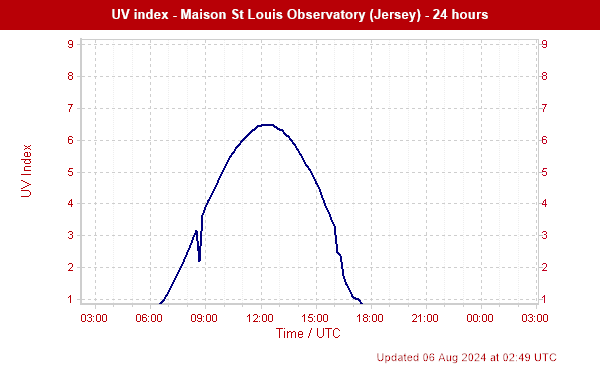 UV index - Maison St Louis Observatory (Jersey) - 24 hours
9 9
8 8
7 7
6 6
5 5
4 4
3 3
2 2
1 1
UV Index
03:00 06:00 09:00 12:00 15:00 18:00 21:00 00:00 03:00
Time / UTC
Updated 06 Aug 2024 at 02:49 UTC